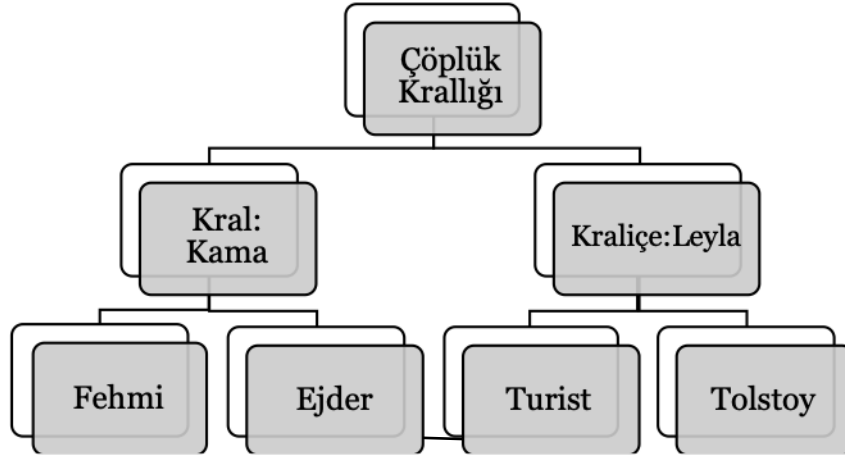 Çöplük
Krallığı
Kral:
Kama
Kraliçe:Leyla
Fehmi
Ejder
Turist
Tolstoy